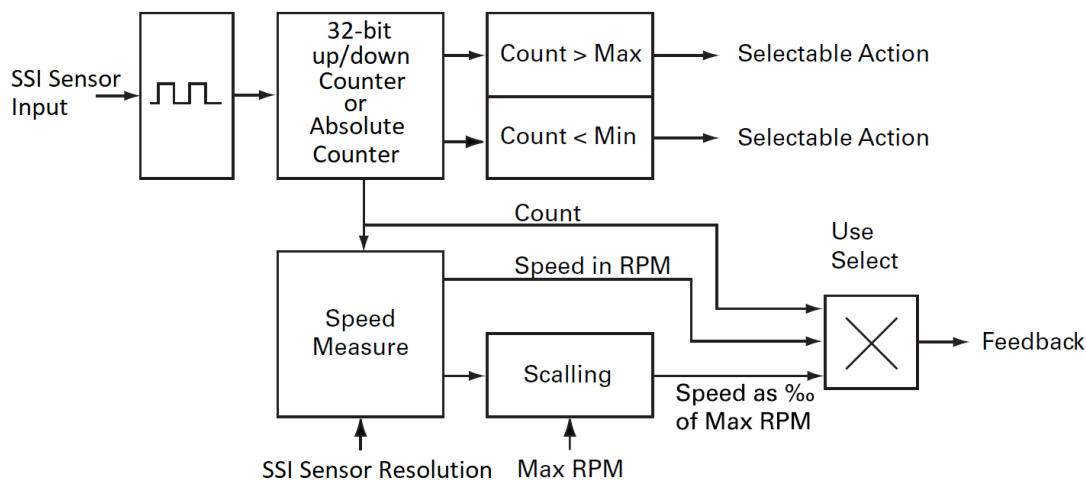 SSI Sensor
Input
32-bit
up/down
Counter
or
Absolute
Counter
Count > Max
Selectable Action
Count < Min
Selectable Action
Count
Use
Select
Speed in RPM
Speed
Measure
Scalling
Feedback
Speed as ‰
of Max RPM
SSI Sensor Resolution
Max RPM